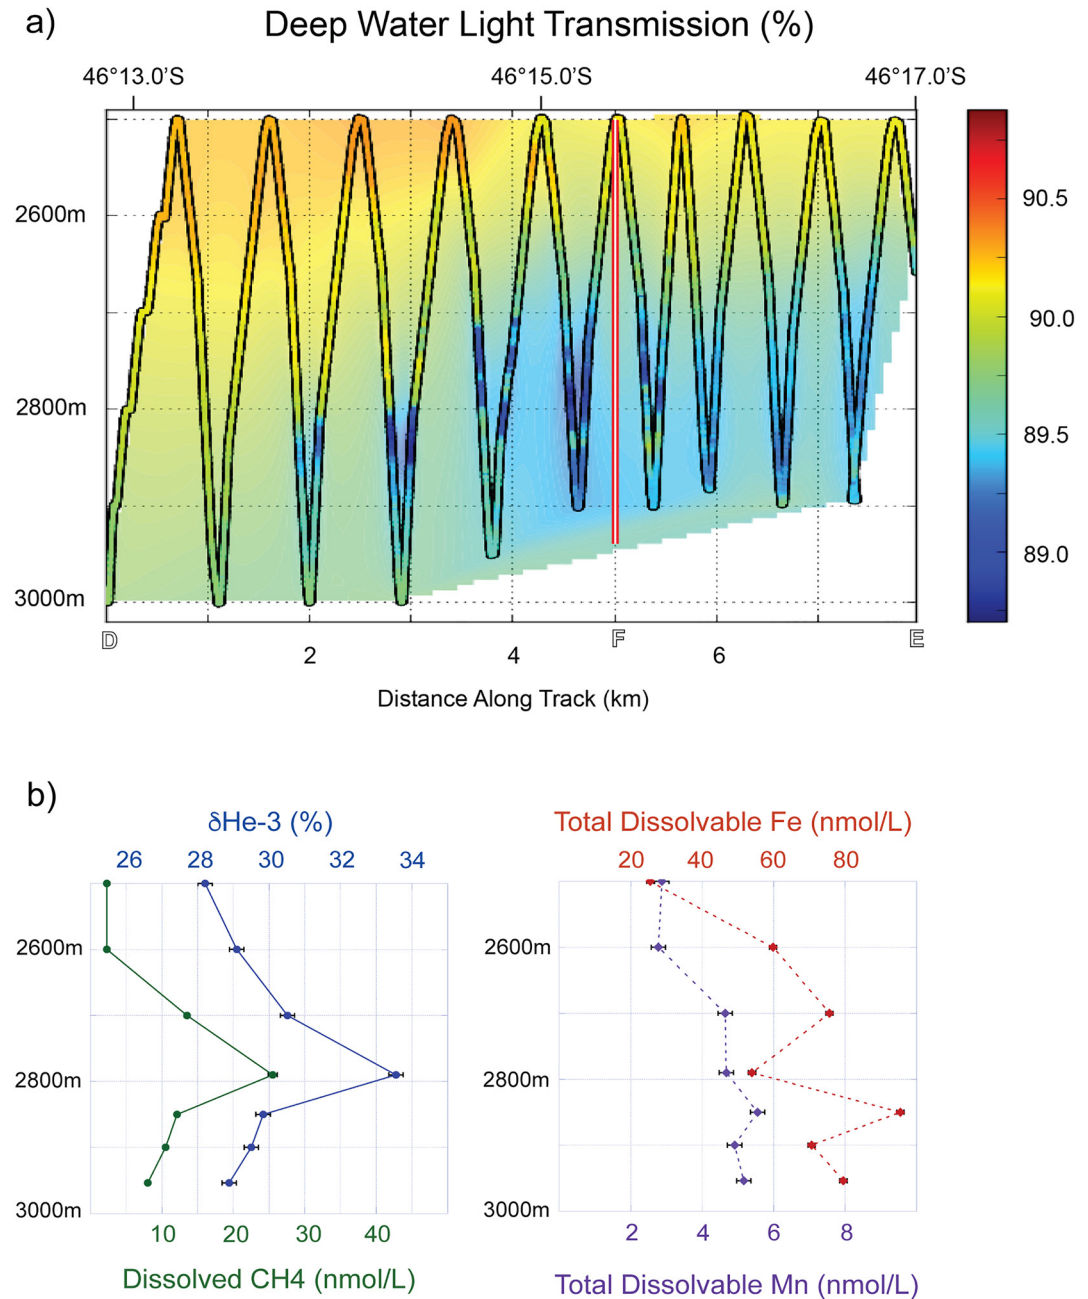 a)
Deep Water Light Transmission (%)
46°13.0'S 46°15.0'S 46°17.0'S
2600m
2800m
3000m
90.5
90.0
89.5
89.0
D F E
2 4 6
Distance Along Track (km)
b)
δHe-3 (%)
26 28 30 32 34
2600m
2800m
3000m
10 20 30 40
Dissolved CH4 (nmol/L)
Total Dissolvable Fe (nmol/L)
20 40 60 80
2600m
2800m
3000m
2 4 6 8
Total Dissolvable Mn (nmol/L)